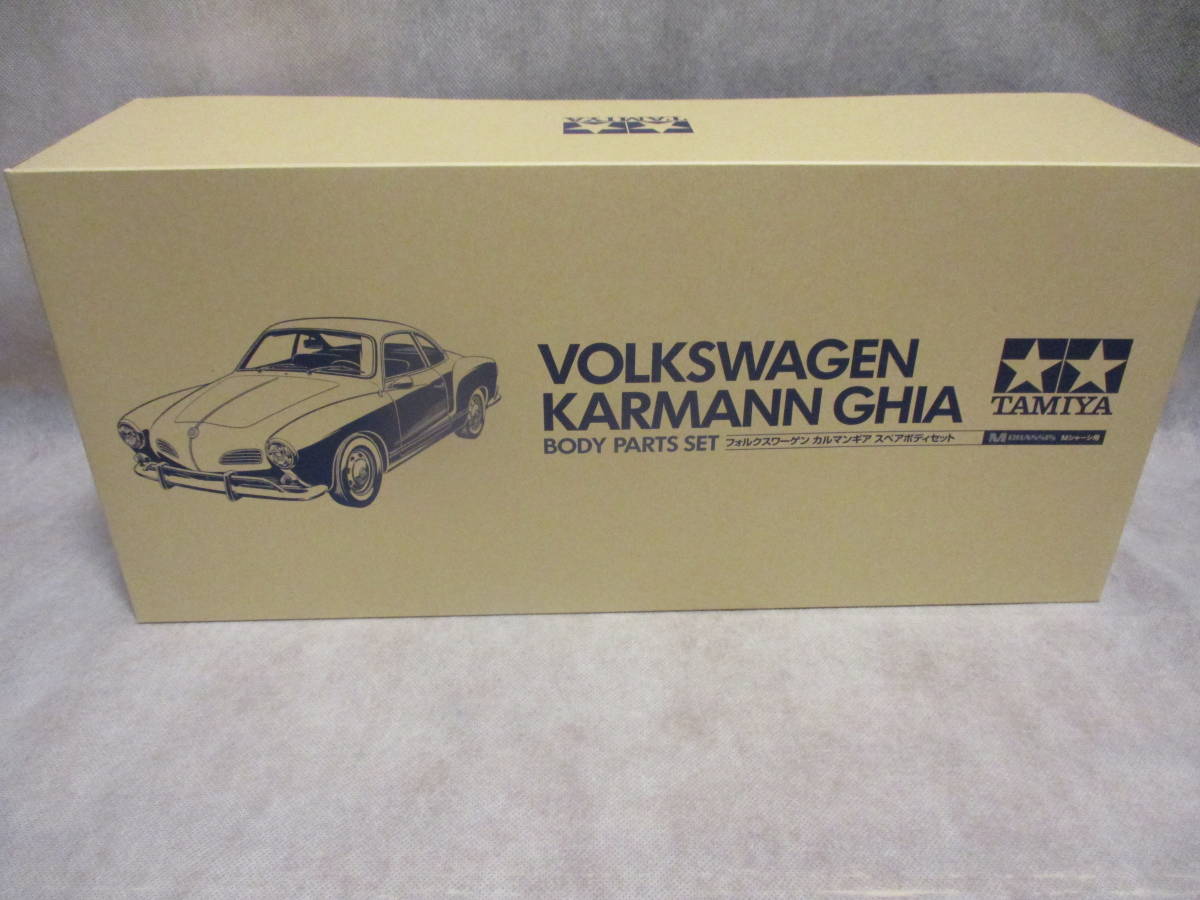 TAMIYA
VOLKSWAGEN
KARMANN GHIA
BODY PARTS SET フォルクスワーゲン カルマンギア スペアボディセット
TAMIYA
M CHASSIS Mシャーシ用